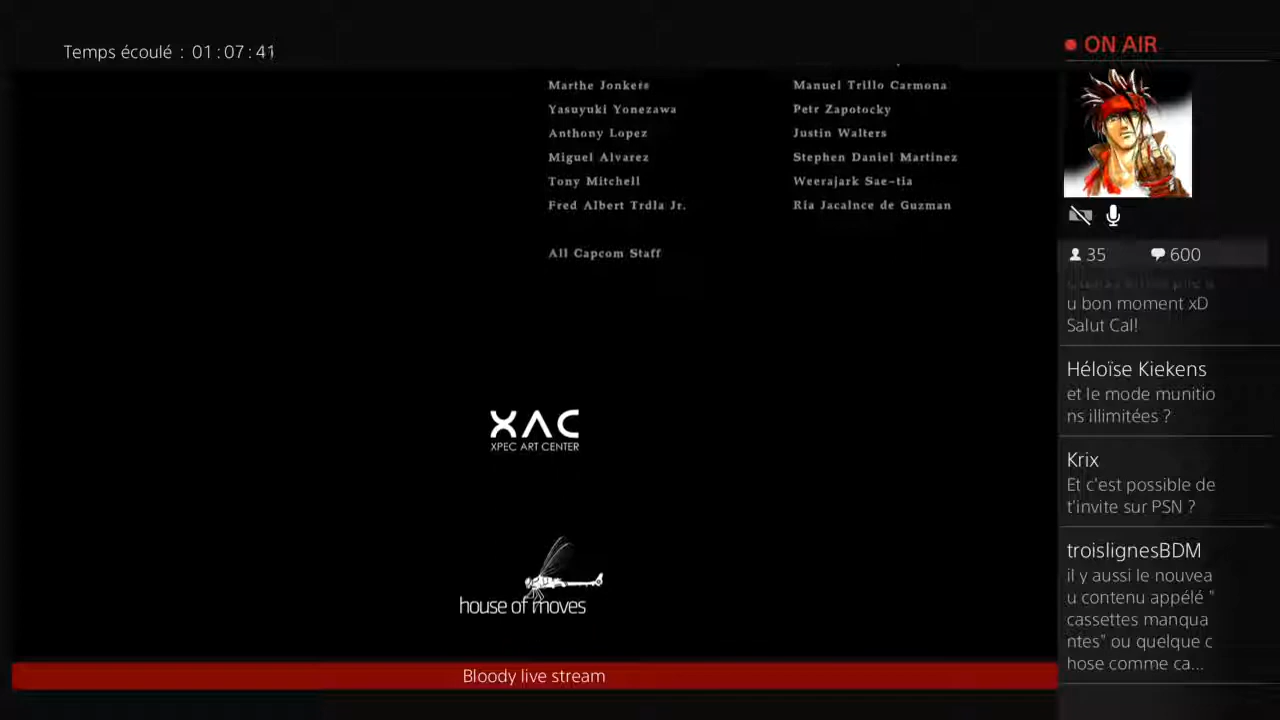 Temps écoulé : 01:07:41
Marthe Jonkers
Manuel Trillo Carmona
Yasuyuki Yonezawa
Petr Zapotocky
Anthony Lopez
Justin Walters
Miguel Alvarez
Stephen Daniel Martinez
Tony Mitchell
Weerajark Sae-tia
Fred Albert Trdla Jr.
Ria Jacalnce de Guzman
All Capcom Staff
XAC
XPEC ART CENTER
house of moves
Bloody live stream
ON AIR
35
600
u bon moment xD
Salut Cal!
Héloïse Kiekens
et le mode munitio
ns illimitées ?
Krix
Et c'est possible de
t'invite sur PSN ?
troislignesBDM
il y aussi le nouvea
u contenu appélé "
cassettes manqua
ntes" ou quelque c
hose comme ca...